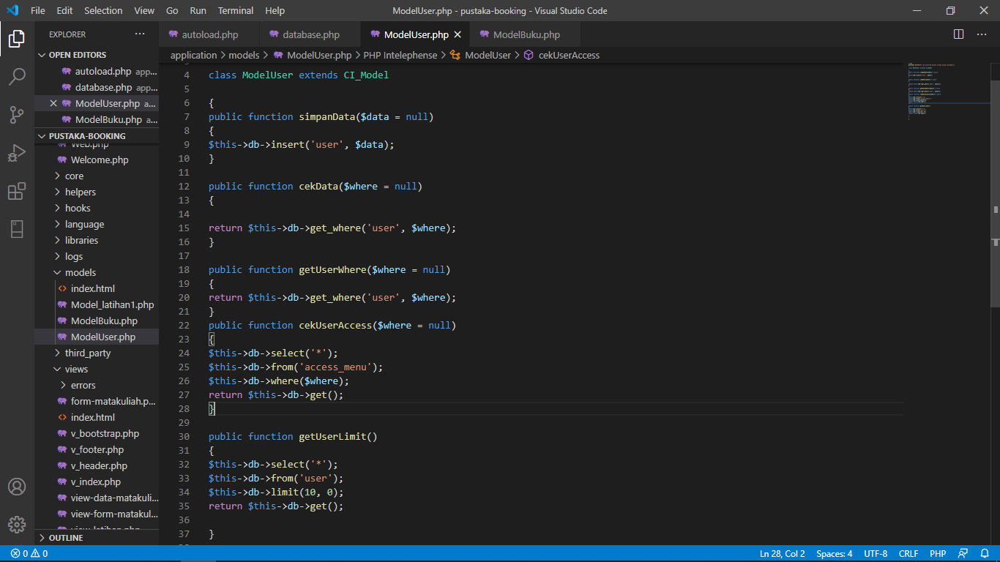 File Edit Selection View Go Run Terminal Help
ModelUser.php - pustaka-booking - Visual Studio Code
EXPLORER
OPEN EDITORS
autoload.php app...
database.php app...
ModelUser.php a...
ModelBuku.php a...
PUSTAKA-BOOKING
Web.php
Welcome.php
core
helpers
hooks
language
libraries
logs
models
index.html
Model_latihan1.php
ModelBuku.php
ModelUser.php
third_party
views
errors
form-matakuliah.p...
index.html
v_bootstrap.php
v_footer.php
v_header.php
v_index.php
view-data-matakuli...
view-form-matakul...
view-latihan.php
OUTLINE
autoload.php database.php ModelUser.php ModelBuku.php
application > models > ModelUser.php > PHP Intelephense > ModelUser > cekUserAccess
4 class ModelUser extends CI_Model
5
6 {
7 public function simpanData($data = null)
8 {
9 $this->db->insert('user', $data);
10 }
11
12 public function cekData($where = null)
13 {
14
15 return $this->db->get_where('user', $where);
16 }
17
18 public function getUserWhere($where = null)
19 {
20 return $this->db->get_where('user', $where);
21 }
22 public function cekUserAccess($where = null)
23 {
24 $this->db->select('*');
25 $this->db->from('access_menu');
26 $this->db->where($where);
27 return $this->db->get();
28 }
29
30 public function getUserLimit()
31 {
32 $this->db->select('*');
33 $this->db->from('user');
34 $this->db->limit(10, 0);
35 return $this->db->get();
36
37 }
0 0
Ln 28, Col 2 Spaces: 4 UTF-8 CRLF PHP